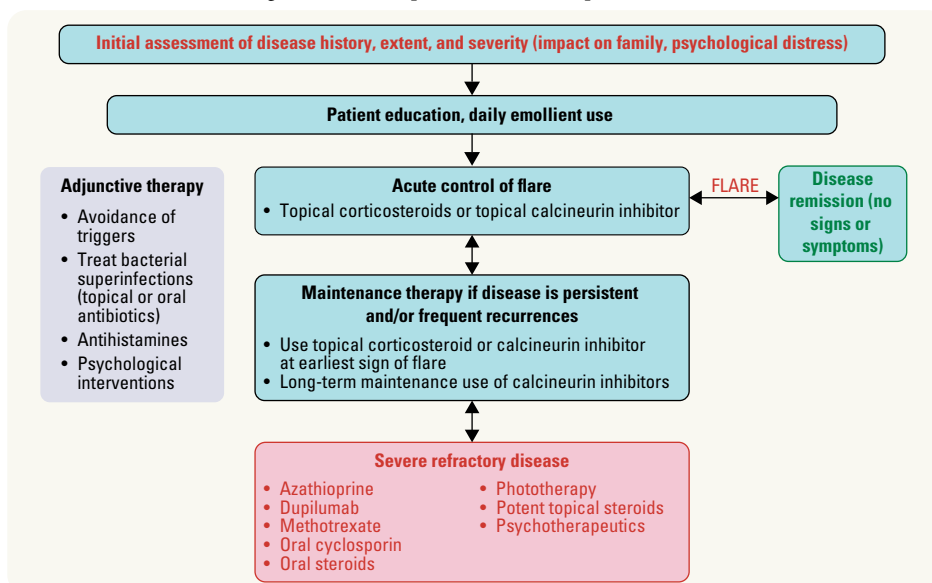 Initial assessment of disease history, extent, and severity (impact on family, psychological distress)
Patient education, daily emollient use
Adjunctive therapy
• Avoidance of
triggers
• Treat bacterial
superinfections
(topical or oral
antibiotics)
• Antihistamines
• Psychological
interventions
Acute control of flare
• Topical corticosteroids or topical calcineurin inhibitor
FLARE
Disease
remission (no
signs or
symptoms)
Maintenance therapy if disease is persistent
and/or frequent recurrences
• Use topical corticosteroid or calcineurin inhibitor
at earliest sign of flare
• Long-term maintenance use of calcineurin inhibitors
Severe refractory disease
• Azathioprine
• Dupilumab
• Methotrexate
• Oral cyclosporin
• Oral steroids
• Phototherapy
• Potent topical steroids
• Psychotherapeutics